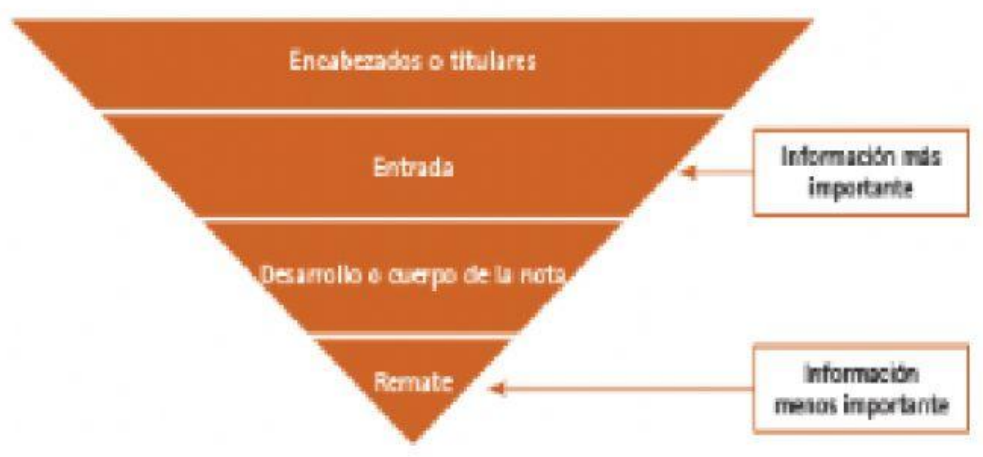 Encabezados o titulares
Entrada
Información más
importante
Desarrollo o cuerpo de la nota
Remate
Información
menos importante